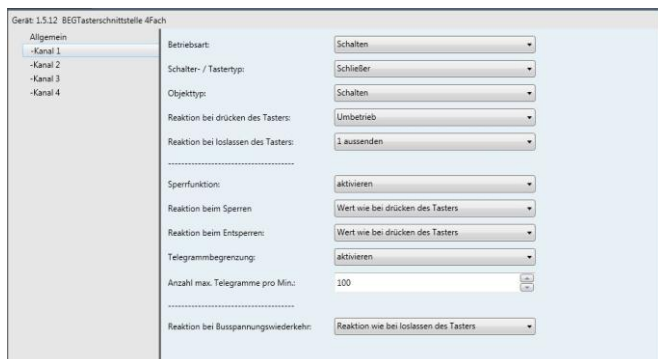 Gerät: 1.5.12 BEGTasterschnittstelle 4Fach
Allgemein
-Kanal 1
-Kanal 2
-Kanal 3
-Kanal 4
Betriebsart: Schalten
Schalter- / Tastertyp: Schließer
Objekttyp: Schalten
Reaktion bei drücken des Tasters: Umbetrieb
Reaktion bei loslassen des Tasters: 1 aussenden
--------------------------------------
Sperrfunktion: aktivieren
Reaktion beim Sperren Wert wie bei drücken des Tasters
Reaktion beim Entsperren: Wert wie bei drücken des Tasters
Telegrammbegrenzung: aktivieren
Anzahl max. Telegramme pro Min.: 100
--------------------------------------
Reaktion bei Busspannungswiederkehr: Reaktion wie bei loslassen des Tasters